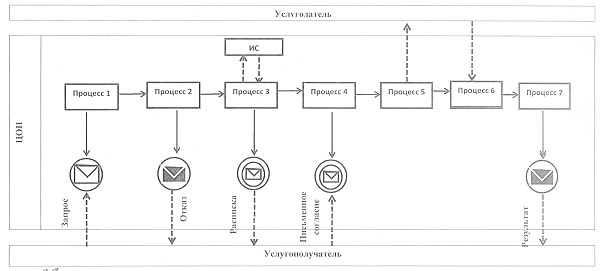 Услугодатель
ИС
Процесс 1
Процесс 2
Процесс 3
Процесс 4
Процесс 5
Процесс 6
Процесс 7
ЦОН
Запрос
Отказ
Расписка
Письменное
согласие
Результат
Услугополучатель